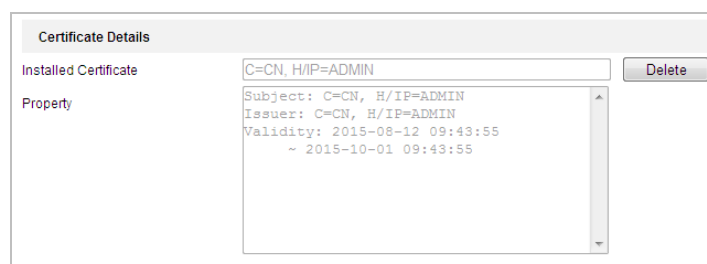 Certificate Details
Installed Certificate C=CN, H/IP=ADMIN Delete
Property
Subject: C=CN, H/IP=ADMIN
Issuer: C=CN, H/IP=ADMIN
Validity: 2015-08-12 09:43:55
~ 2015-10-01 09:43:55